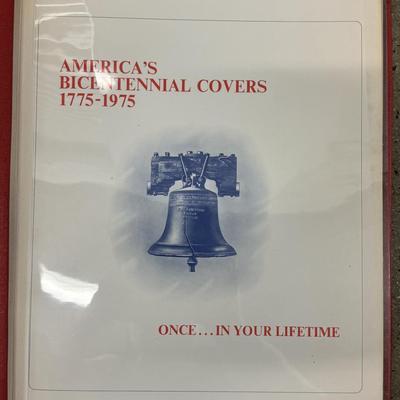 AMERICA'S
BICENTENNIAL COVERS
1775-1975
ONCE...IN YOUR LIFETIME